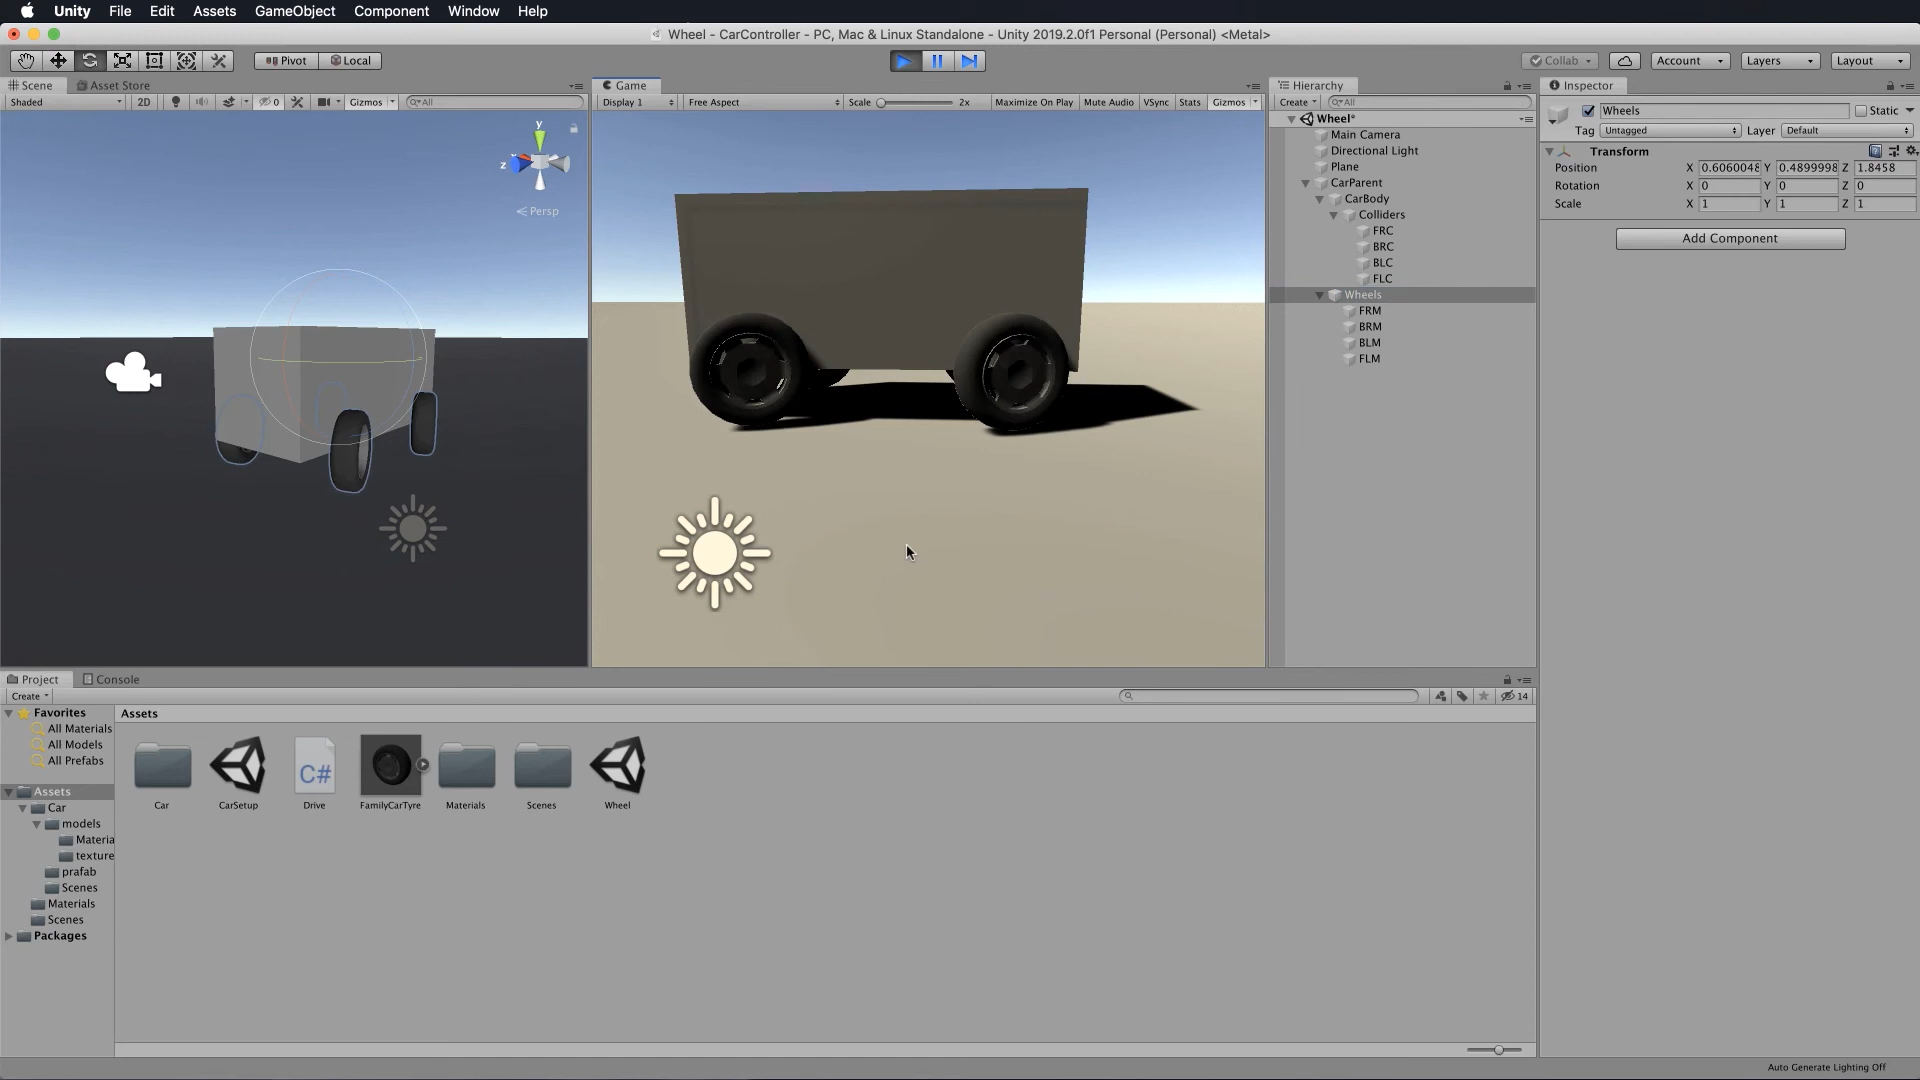 Unity File Edit Assets GameObject Component Window Help
Wheel - CarController - PC, Mac & Linux Standalone - Unity 2019.2.0f1 Personal (Personal) <Metal>
Pivot Local Collab Account Layers Layout
Scene Asset Store
Shaded 2D 0 Gizmos All
y
z
Persp
Game
Display 1 Free Aspect Scale 2x Maximize On Play Mute Audio VSync Stats Gizmos
Hierarchy
Create All
Wheel*
Main Camera
Directional Light
Plane
CarParent
CarBody
Colliders
FRC
BRC
BLC
FLC
Wheels
FRM
BRM
BLM
FLM
Inspector
Wheels Static
Tag Untagged Layer Default
Transform
Position X 0.6060048 Y 0.4899998 Z 1.8458
Rotation X 0 Y 0 Z 0
Scale X 1 Y 1 Z 1
Add Component
Project Console
Create 14
Favorites
All Materials
All Models
All Prefabs
Assets
Car
models
Materia
texture
prafab
Scenes
Materials
Scenes
Packages
Assets
C#
Car CarSetup Drive FamilyCarTyre Materials Scenes Wheel
Auto Generate Lighting Off